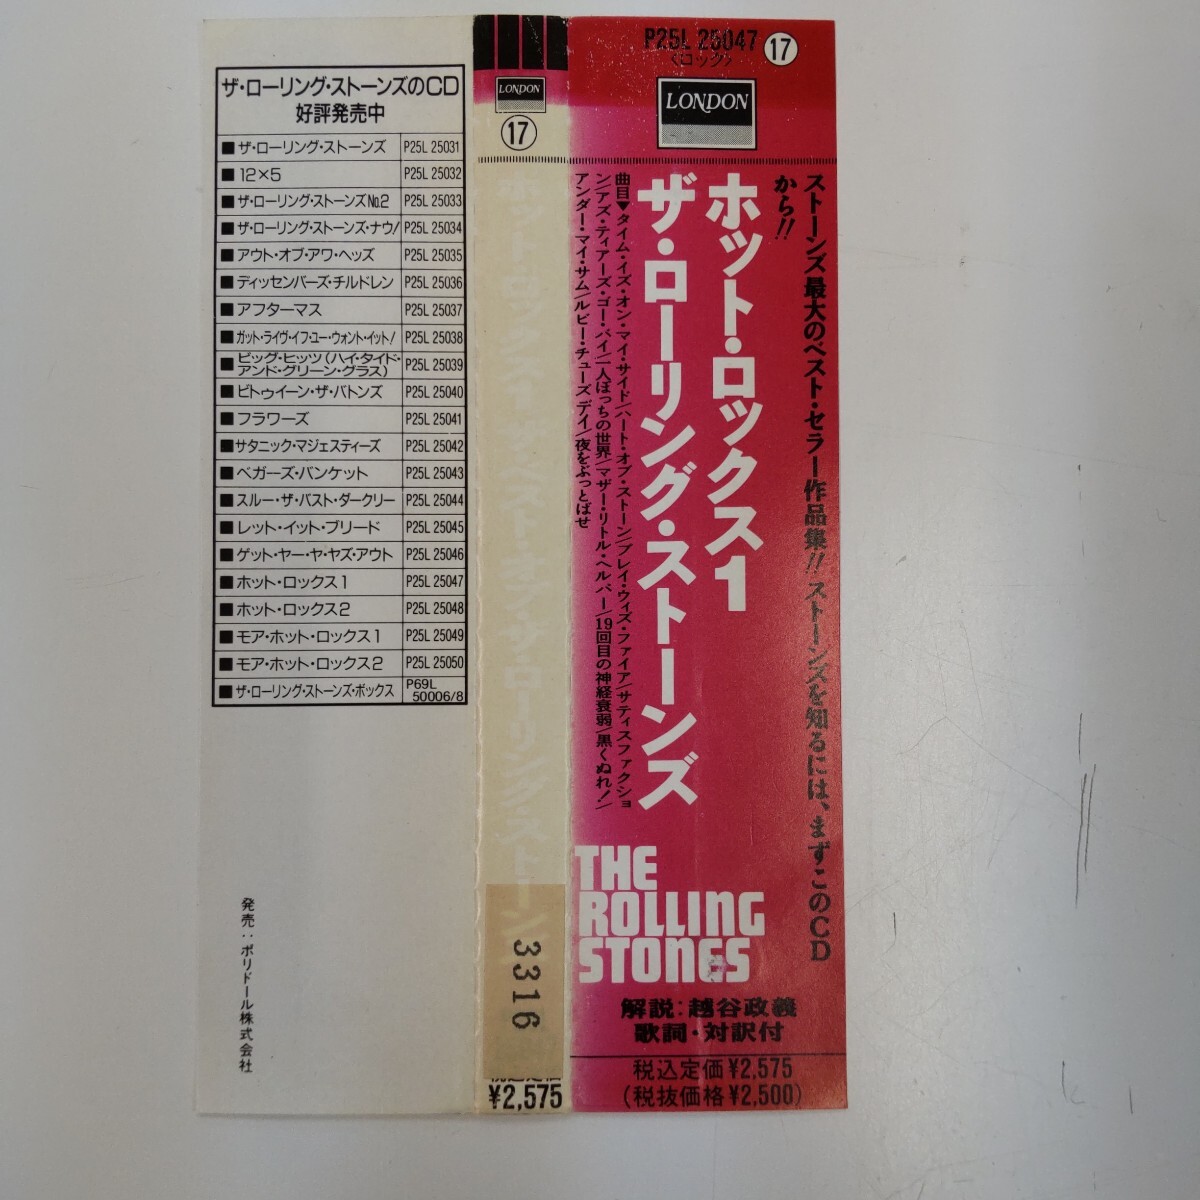 ザ・ローリング・ストーンズのCD
好評発売中
■ザ・ローリング・ストーンズ P25L 25031
■12×5 P25L 25032
■ザ・ローリング・ストーンズNo.2 P25L 25033
■ザ・ローリング・ストーンズ・ナウ! P25L 25034
■アウト・オブ・アワ・ヘッズ P25L 25035
■ディッセンバーズ・チルドレン P25L 25036
■アフターマス P25L 25037
■ガット・ライヴ・イフ・ユー・ウォント・イット! P25L 25038
■ビッグ・ヒッツ(ハイ・タイド・
アンド・グリーン・グラス) P25L 25039
■ビトゥイーン・ザ・バトンズ P25L 25040
■フラワーズ P25L 25041
■サタニック・マジェスティーズ P25L 25042
■ベガーズ・バンケット P25L 25043
■スルー・ザ・パスト・ダークリー P25L 25044
■レット・イット・ブリード P25L 25045
■ゲット・ヤー・ヤ・ヤズ・アウト P25L 25046
■ホット・ロックス1 P25L 25047
■ホット・ロックス2 P25L 25048
■モア・ホット・ロックス1 P25L 25049
■モア・ホット・ロックス2 P25L 25050
■ザ・ローリング・ストーンズ・ボックス P69L
50006/8
発売:ポリドール株式会社
LONDON
17
3316
¥2,575
P25L 25047 17
〈ロック〉
LONDON
ストーンズ最大のベスト・セラー作品集!! ストーンズを知るには、まずこのCD
から!!
ホット・ロックス1
ザ・ローリング・ストーンズ
曲目▼タイム・イズ・オン・マイ・サイド/ハート・オブ・ストーン/プレイ・ウィズ・ファイア/サティスファクショ
ン/アズ・ティアーズ・ゴー・バイ/一人ぼっちの世界/マザー・リトル・ヘルパー/19回目の神経衰弱/黒くぬれ!/
アンダー・マイ・サム/ルビー・チューズデイ/夜をぶっとばせ
THE
ROLLING
STONES
解説:越谷政義
歌詞・対訳付
税込定価¥2,575
(税抜価格¥2,500)